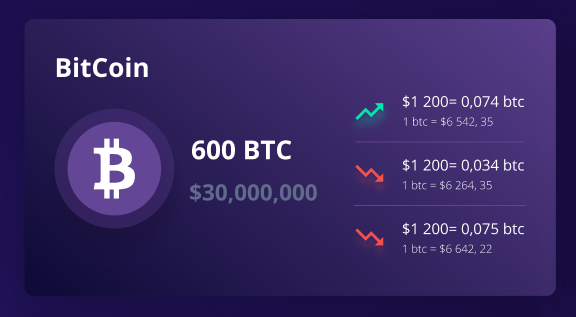 BitCoin
600 BTC
$30,000,000
$1 200= 0,074 btc
1 btc = $6 542, 35
$1 200= 0,034 btc
1 btc = $6 264, 35
$1 200= 0,075 btc
1 btc = $6 642, 22